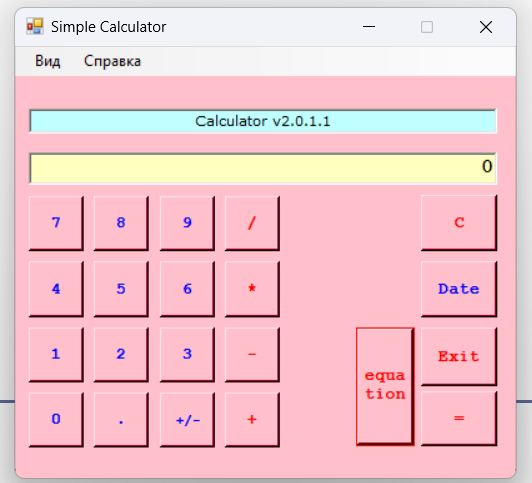 Simple Calculator
Вид Справка
Calculator v2.0.1.1
0
7 8 9 / C
4 5 6 * Date
1 2 3 - Exit
equa
tion
0 . +/- + =